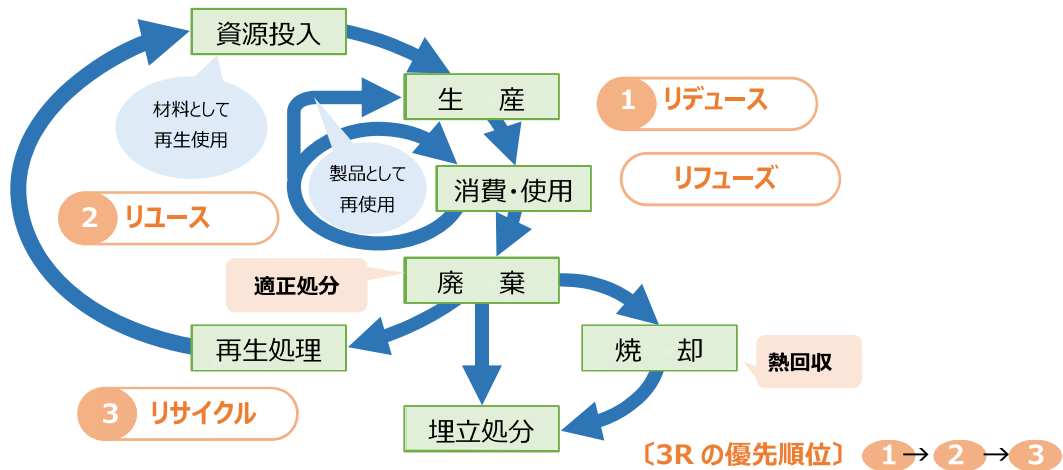 資源投入
材料として
再生使用
生　産
1 リデュース
リフューズ
製品として
再使用
消費・使用
2 リユース
廃　棄
適正処分
再生処理
焼　却
熱回収
3 リサイクル
埋立処分
〔3Rの優先順位〕 1→2→3